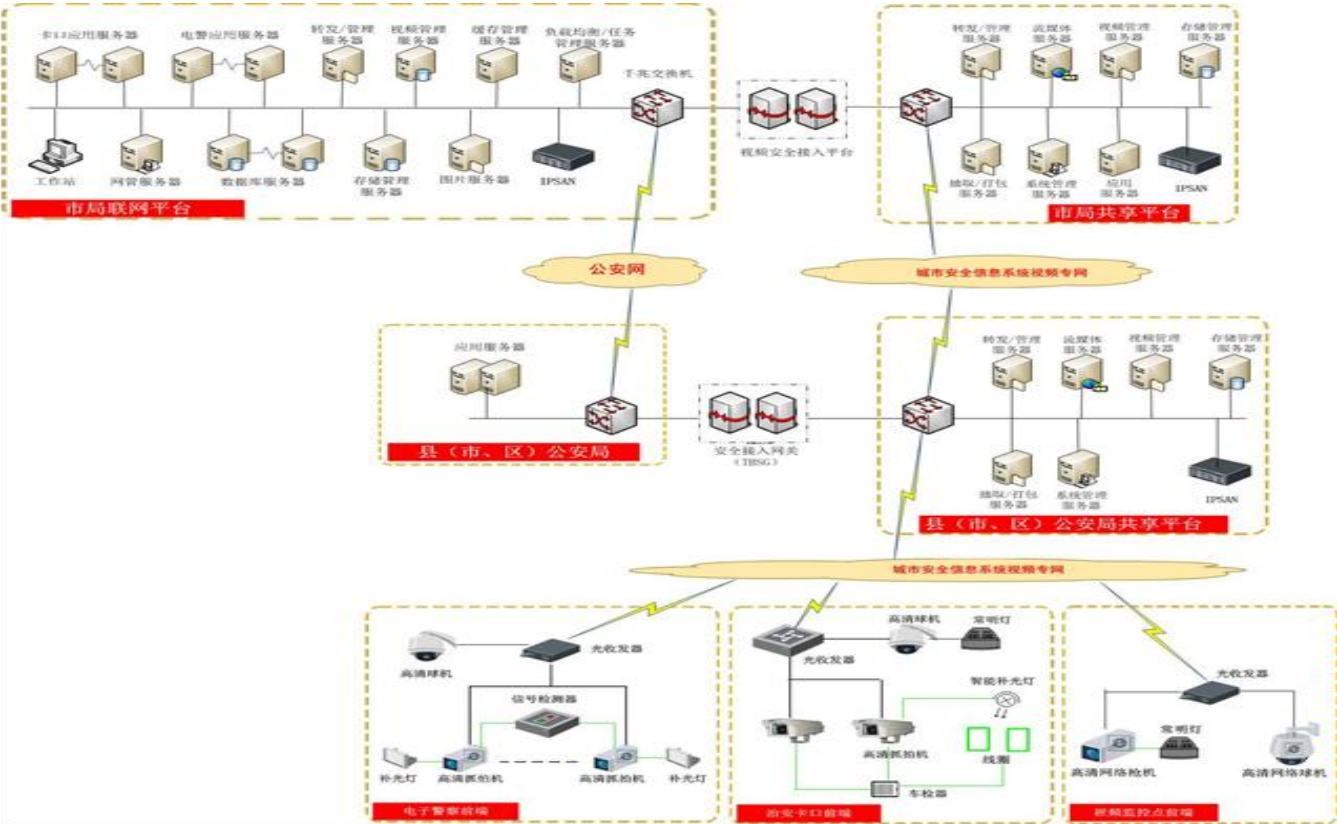 卡口应用服务器
电警应用服务器
转发/管理
服务器
视频管理
服务器
缓存管理
服务器
负载均衡/任务
管理服务器
千兆交换机
工作站
网管服务器
数据库服务器
存储管理
服务器
图片服务器
IPSAN
市局联网平台
视频安全接入平台
转发/管理
服务器
流媒体
服务器
视频管理
服务器
存储管理
服务器
抽取/打包
服务器
系统管理
服务器
应用
服务器
IPSAN
市局共享平台
公安网
城市安全信息系统视频专网
应用服务器
县（市、区）公安局
安全接入网关
（IBSG）
转发/管理
服务器
流媒体
服务器
视频管理
服务器
存储管理
服务器
抽取/打包
服务器
系统管理
服务器
IPSAN
县（市、区）公安局共享平台
城市安全信息系统视频专网
高清球机
光收发器
信号检测器
补光灯
高清抓拍机
高清抓拍机
补光灯
电子警察前端
光收发器
高清球机
常明灯
智能补光灯
高清抓拍机
线圈
车检器
治安卡口前端
光收发器
常明灯
高清网络枪机
高清网络球机
视频监控点前端